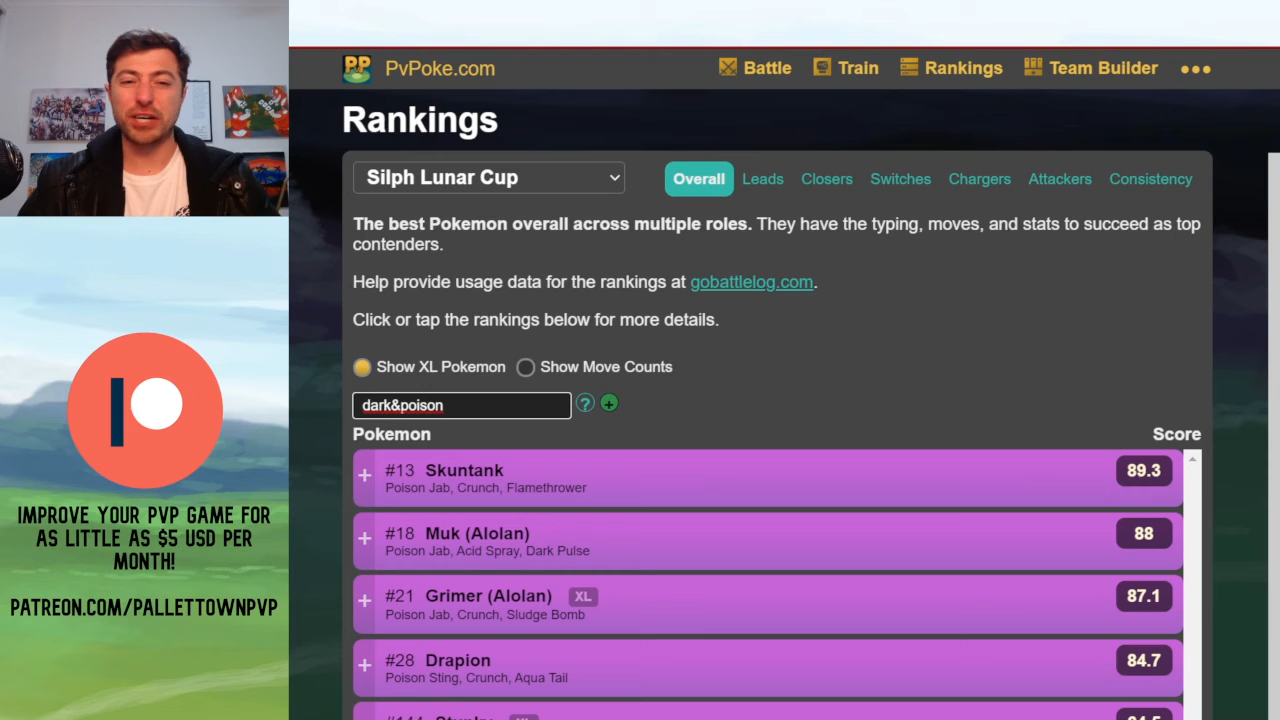 PP PvPoke.com
Battle Train Rankings Team Builder
Rankings
Silph Lunar Cup
Overall Leads Closers Switches Chargers Attackers Consistency
The best Pokemon overall across multiple roles. They have the typing, moves, and stats to succeed as top
contenders.
Help provide usage data for the rankings at gobattlelog.com.
Click or tap the rankings below for more details.
Show XL Pokemon Show Move Counts
dark&poison ? +
Pokemon Score
+ #13 Skuntank 89.3
Poison Jab, Crunch, Flamethrower
+ #18 Muk (Alolan) 88
Poison Jab, Acid Spray, Dark Pulse
+ #21 Grimer (Alolan) XL 87.1
Poison Jab, Crunch, Sludge Bomb
+ #28 Drapion 84.7
Poison Sting, Crunch, Aqua Tail
IMPROVE YOUR PVP GAME FOR
AS LITTLE AS $5 USD PER
MONTH!
PATREON.COM/PALLETTOWNPVP